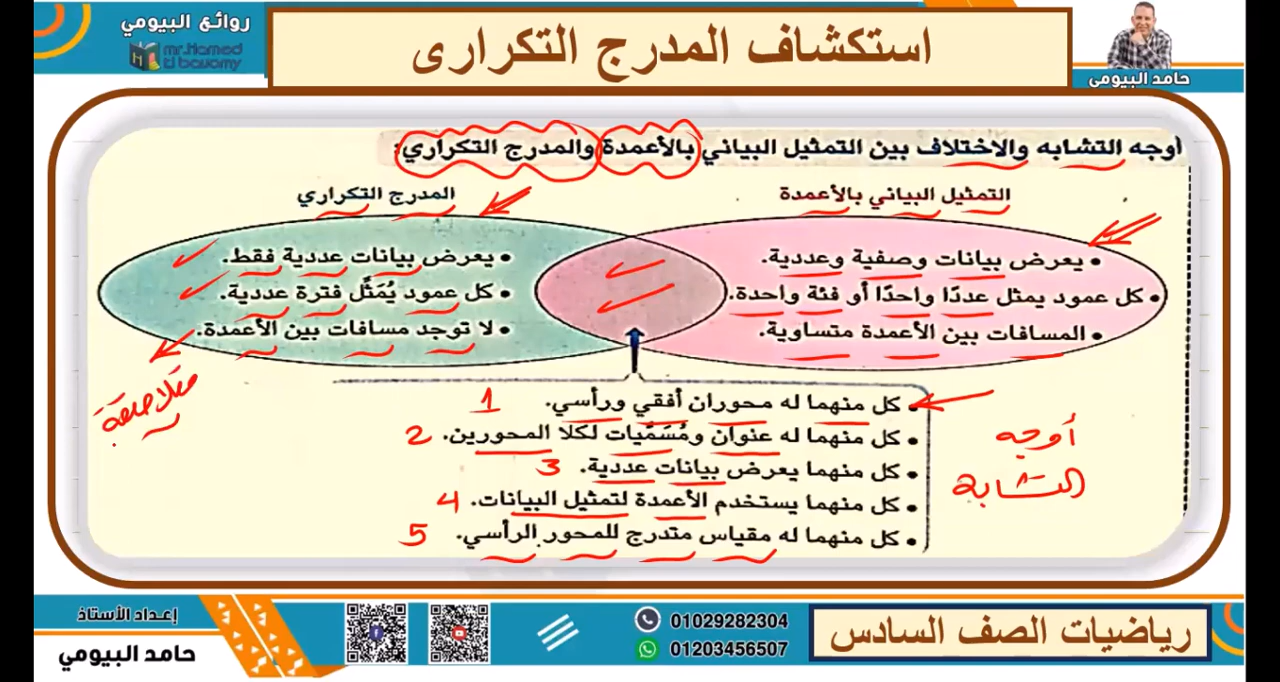 روائع البيومي
mr.Hamed
El bayomy
استكشاف المدرج التكرارى
حامد البيومى
أوجه التشابه والاختلاف بين التمثيل البياني بالأعمدة والمدرج التكراري:
التمثيل البياني بالأعمدة
• يعرض بيانات وصفية وعددية.
• كل عمود يمثل عددًا واحدًا أو فئة واحدة.
• المسافات بين الأعمدة متساوية.
المدرج التكراري
• يعرض بيانات عددية فقط.
• كل عمود يُمَثِّل فترة عددية.
• لا توجد مسافات بين الأعمدة.
متلاصقة
• كل منهما له محوران أفقي ورأسي. 1
• كل منهما له عنوان ومُسَمَّيات لكلا المحورين. 2
• كل منهما يعرض بيانات عددية. 3
• كل منهما يستخدم الأعمدة لتمثيل البيانات. 4
• كل منهما له مقياس متدرج للمحور الرأسي. 5
أوجه
التشابه
رياضيات الصف السادس
01029282304
01203456507
إعداد الأستاذ
حامد البيومي